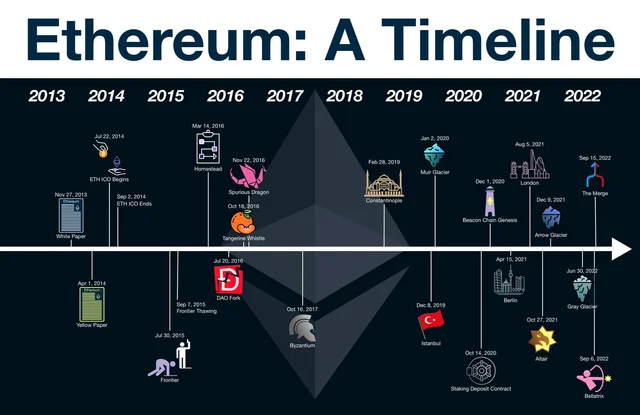 Ethereum: A Timeline
2013 2014 2015 2016 2017 2018 2019 2020 2021 2022
Nov 27, 2013
Ethereum
White Paper
Apr 1, 2014
Ethereum
Yellow Paper
Jul 22, 2014
ETH ICO Begins
Sep 2, 2014
ETH ICO Ends
Jul 30, 2015
Frontier
Sep 7, 2015
Frontier Thawing
Mar 14, 2016
Homestead
Jul 20, 2016
DAO Fork
Oct 18, 2016
Tangerine Whistle
Nov 22, 2016
Spurious Dragon
Oct 16, 2017
Byzantium
Feb 28, 2019
Constantinople
Dec 8, 2019
Istanbul
Jan 2, 2020
Muir Glacier
Oct 14, 2020
Staking Deposit Contract
Dec 1, 2020
Beacon Chain Genesis
Apr 15, 2021
Berlin
Aug 5, 2021
London
Oct 27, 2021
Altair
Dec 9, 2021
Arrow Glacier
Jun 30, 2022
Gray Glacier
Sep 6, 2022
Bellatrix
Sep 15, 2022
The Merge